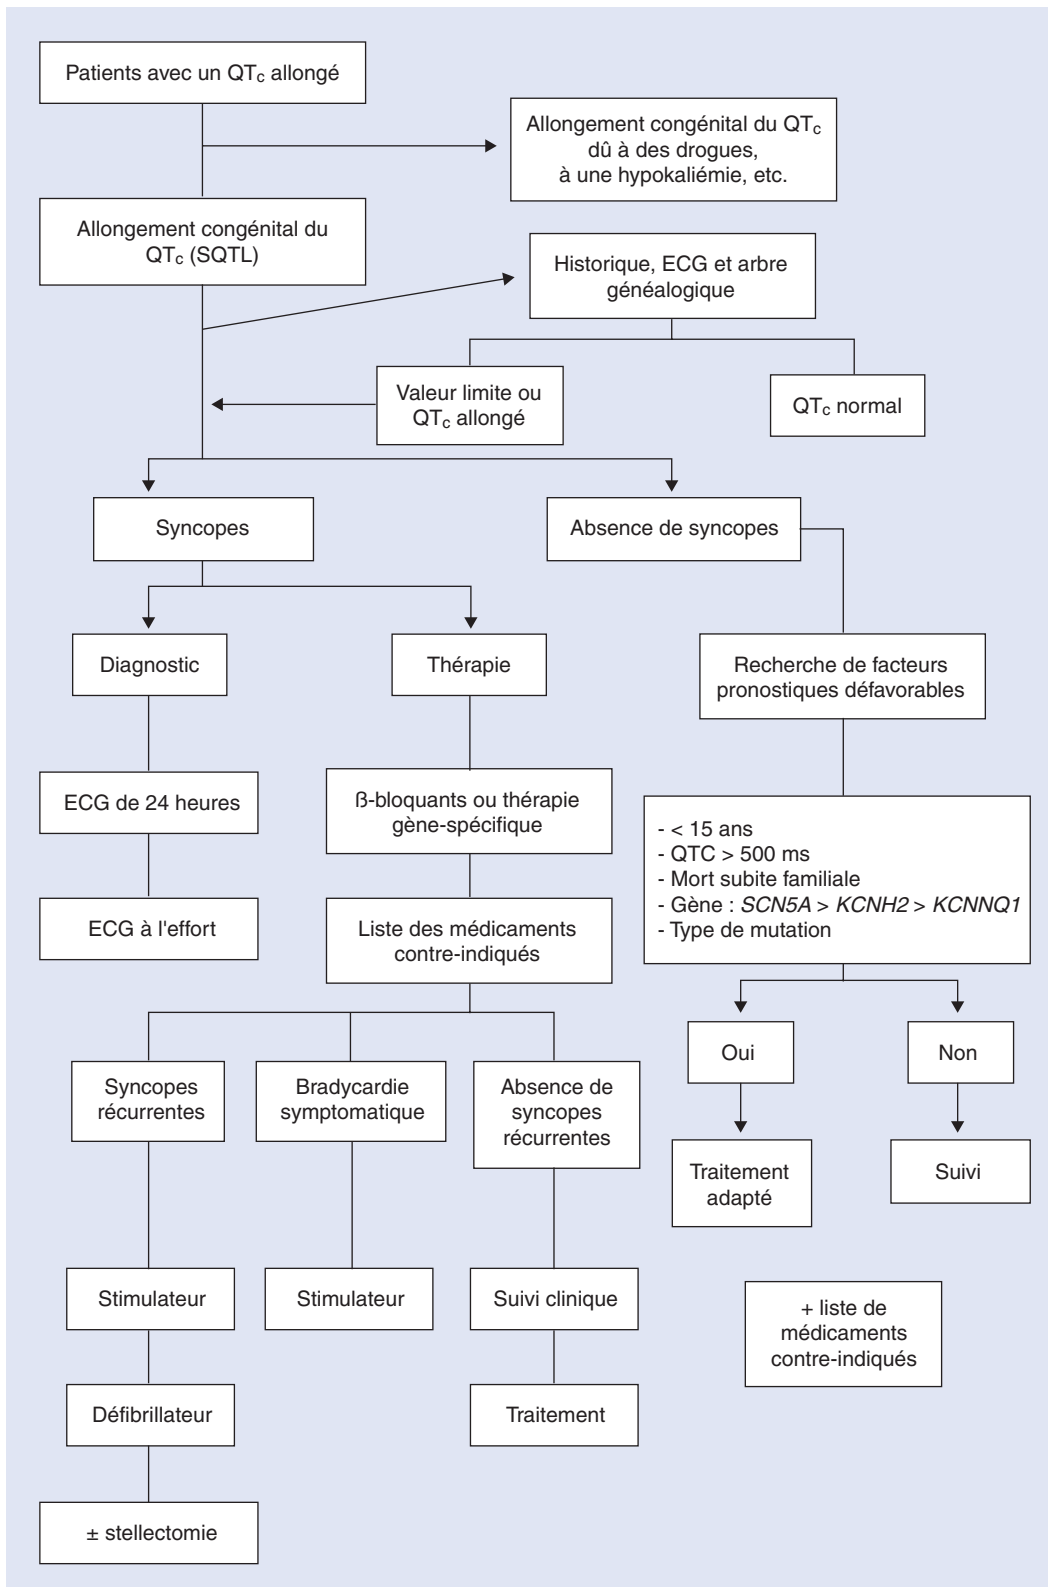 Patients avec un QTc allongé
Allongement congénital du QTc
dû à des drogues,
à une hypokaliémie, etc.
Allongement congénital du
QTc (SQTL)
Historique, ECG et arbre
généalogique
Valeur limite ou
QTc allongé
QTc normal
Syncopes
Absence de syncopes
Diagnostic
Thérapie
Recherche de facteurs
pronostiques défavorables
ECG de 24 heures
ß-bloquants ou thérapie
gène-spécifique
- < 15 ans
- QTC > 500 ms
- Mort subite familiale
- Gène : SCN5A > KCNH2 > KCNNQ1
- Type de mutation
ECG à l'effort
Liste des médicaments
contre-indiqués
Oui
Non
Syncopes
récurrentes
Bradycardie
symptomatique
Absence de
syncopes
récurrentes
Traitement
adapté
Suivi
Stimulateur
Stimulateur
Suivi clinique
+ liste de
médicaments
contre-indiqués
Défibrillateur
Traitement
± stellectomie